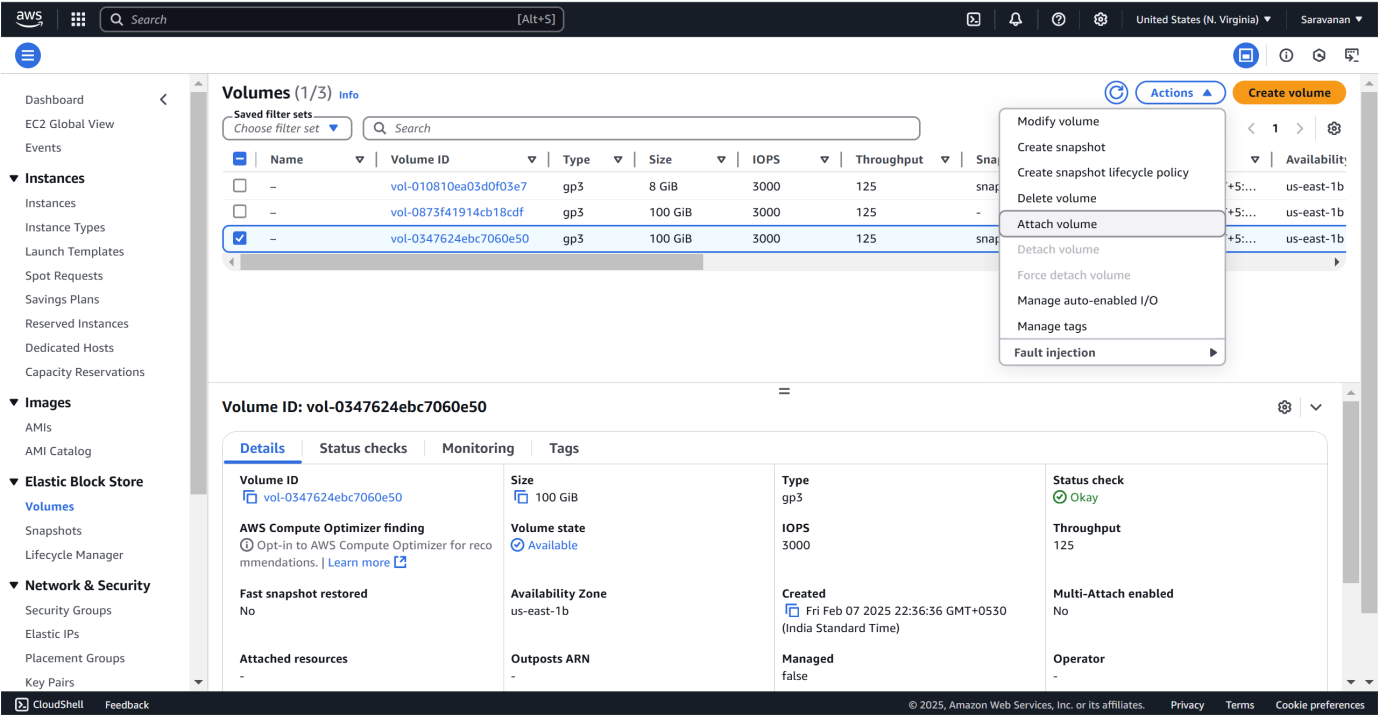 aws
Search [Alt+S]
United States (N. Virginia)
Saravanan
Dashboard
EC2 Global View
Events
Instances
Instances
Instance Types
Launch Templates
Spot Requests
Savings Plans
Reserved Instances
Dedicated Hosts
Capacity Reservations
Images
AMIs
AMI Catalog
Elastic Block Store
Volumes
Snapshots
Lifecycle Manager
Network & Security
Security Groups
Elastic IPs
Placement Groups
Key Pairs
Volumes (1/3) Info
Actions
Create volume
Saved filter sets
Choose filter set
Search
1
Name Volume ID Type Size IOPS Throughput Snap Availability
– vol-010810ea03d0f03e7 gp3 8 GiB 3000 125 snap '+5:... us-east-1b
– vol-0873f41914cb18cdf gp3 100 GiB 3000 125 - '+5:... us-east-1b
– vol-0347624ebc7060e50 gp3 100 GiB 3000 125 snap '+5:... us-east-1b
Modify volume
Create snapshot
Create snapshot lifecycle policy
Delete volume
Attach volume
Detach volume
Force detach volume
Manage auto-enabled I/O
Manage tags
Fault injection
Volume ID: vol-0347624ebc7060e50
Details Status checks Monitoring Tags
Volume ID
vol-0347624ebc7060e50
Size
100 GiB
Type
gp3
Status check
Okay
AWS Compute Optimizer finding
Opt-in to AWS Compute Optimizer for reco
mmendations. | Learn more
Volume state
Available
IOPS
3000
Throughput
125
Fast snapshot restored
No
Availability Zone
us-east-1b
Created
Fri Feb 07 2025 22:36:36 GMT+0530
(India Standard Time)
Multi-Attach enabled
No
Attached resources
-
Outposts ARN
-
Managed
false
Operator
-
CloudShell
Feedback
© 2025, Amazon Web Services, Inc. or its affiliates.
Privacy
Terms
Cookie preferences